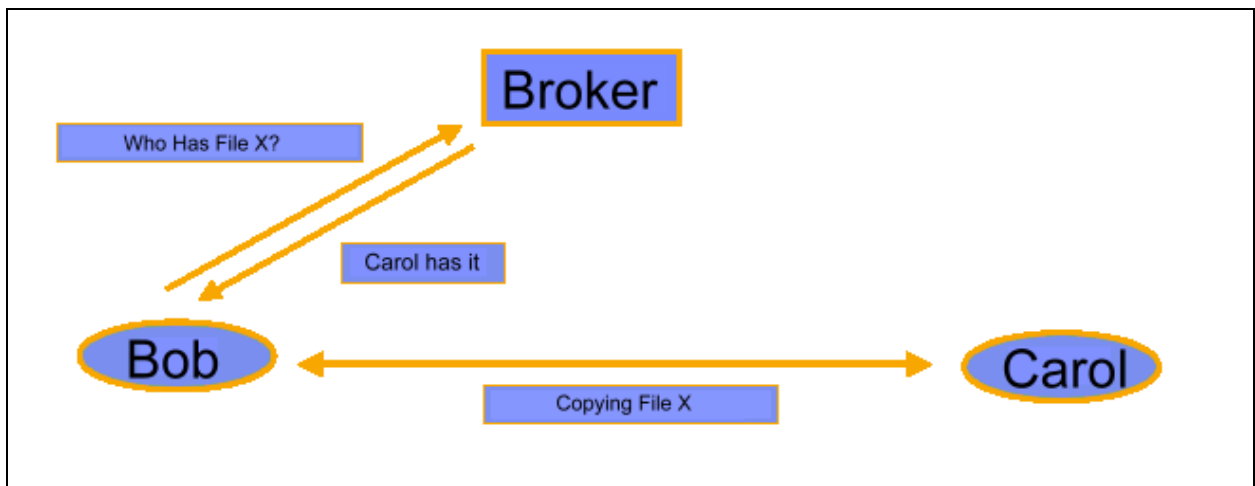 Broker
Who Has File X?
Carol has it
Bob
Carol
Copying File X